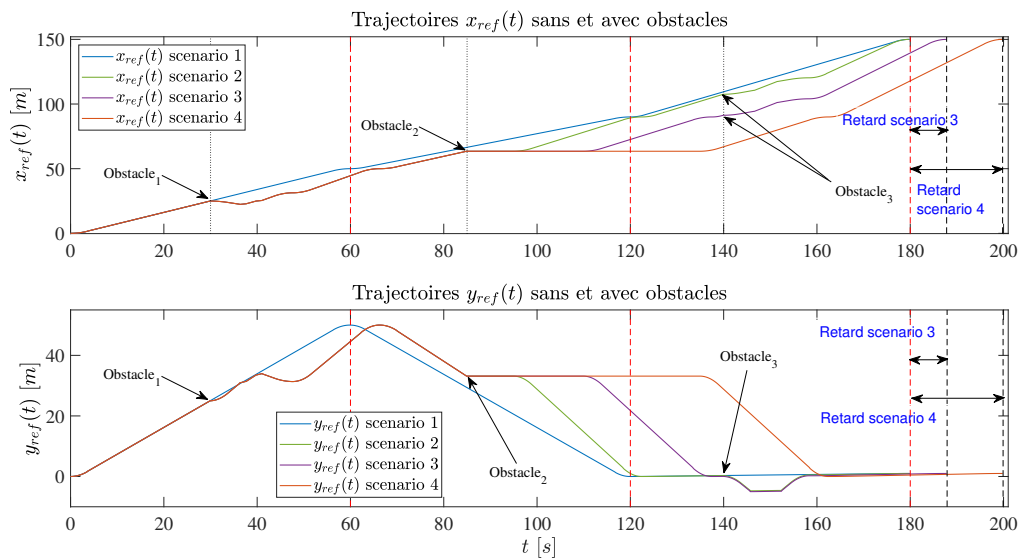 Trajectoires x_ref(t) sans et avec obstacles
x_ref(t) [m]
150
100
50
0
x_ref(t) scenario 1
x_ref(t) scenario 2
x_ref(t) scenario 3
x_ref(t) scenario 4
Obstacle_1
Obstacle_2
Obstacle_3
Retard scenario 3
Retard
scenario 4
0 20 40 60 80 100 120 140 160 180 200
Trajectoires y_ref(t) sans et avec obstacles
y_ref(t) [m]
40
20
0
Obstacle_1
Obstacle_2
Obstacle_3
Retard scenario 3
Retard scenario 4
y_ref(t) scenario 1
y_ref(t) scenario 2
y_ref(t) scenario 3
y_ref(t) scenario 4
0 20 40 60 80 100 120 140 160 180 200
t [s]